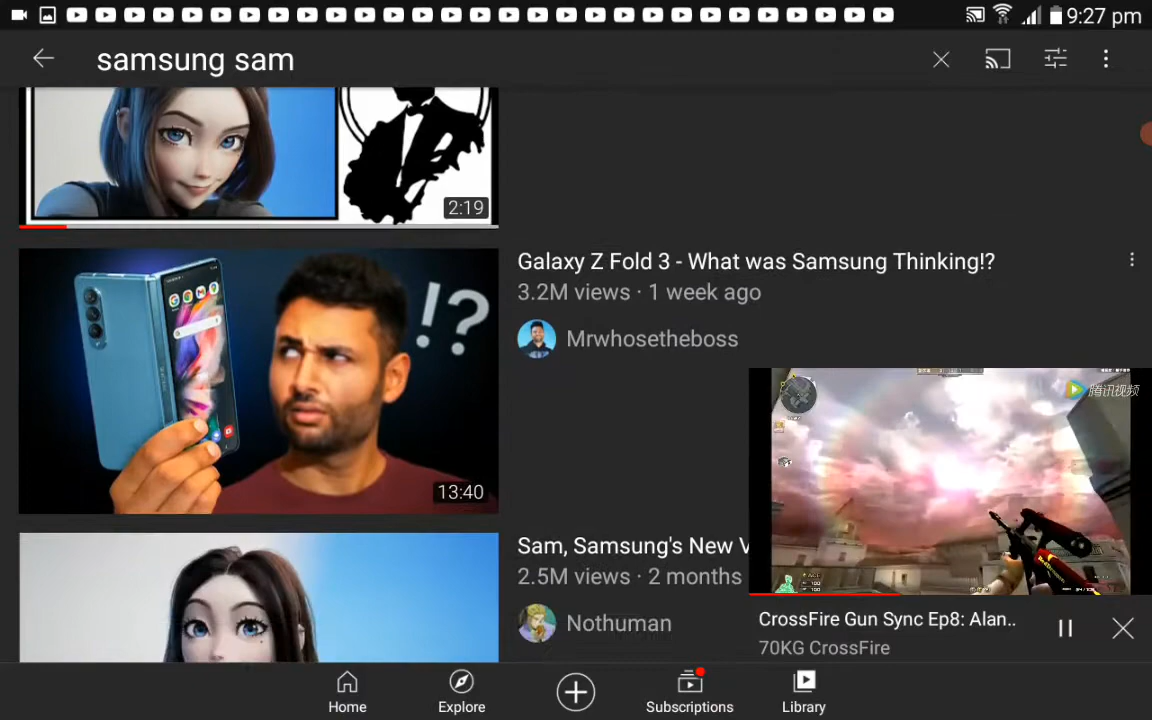 9:27 pm
samsung sam
2:19
Galaxy Z Fold 3 - What was Samsung Thinking!?
3.2M views · 1 week ago
Mrwhosetheboss
!?
13:40
腾讯视频
Sam, Samsung's New V
2.5M views · 2 months
Nothuman
CrossFire Gun Sync Ep8: Alan..
70KG CrossFire
Home
Explore
Subscriptions
Library